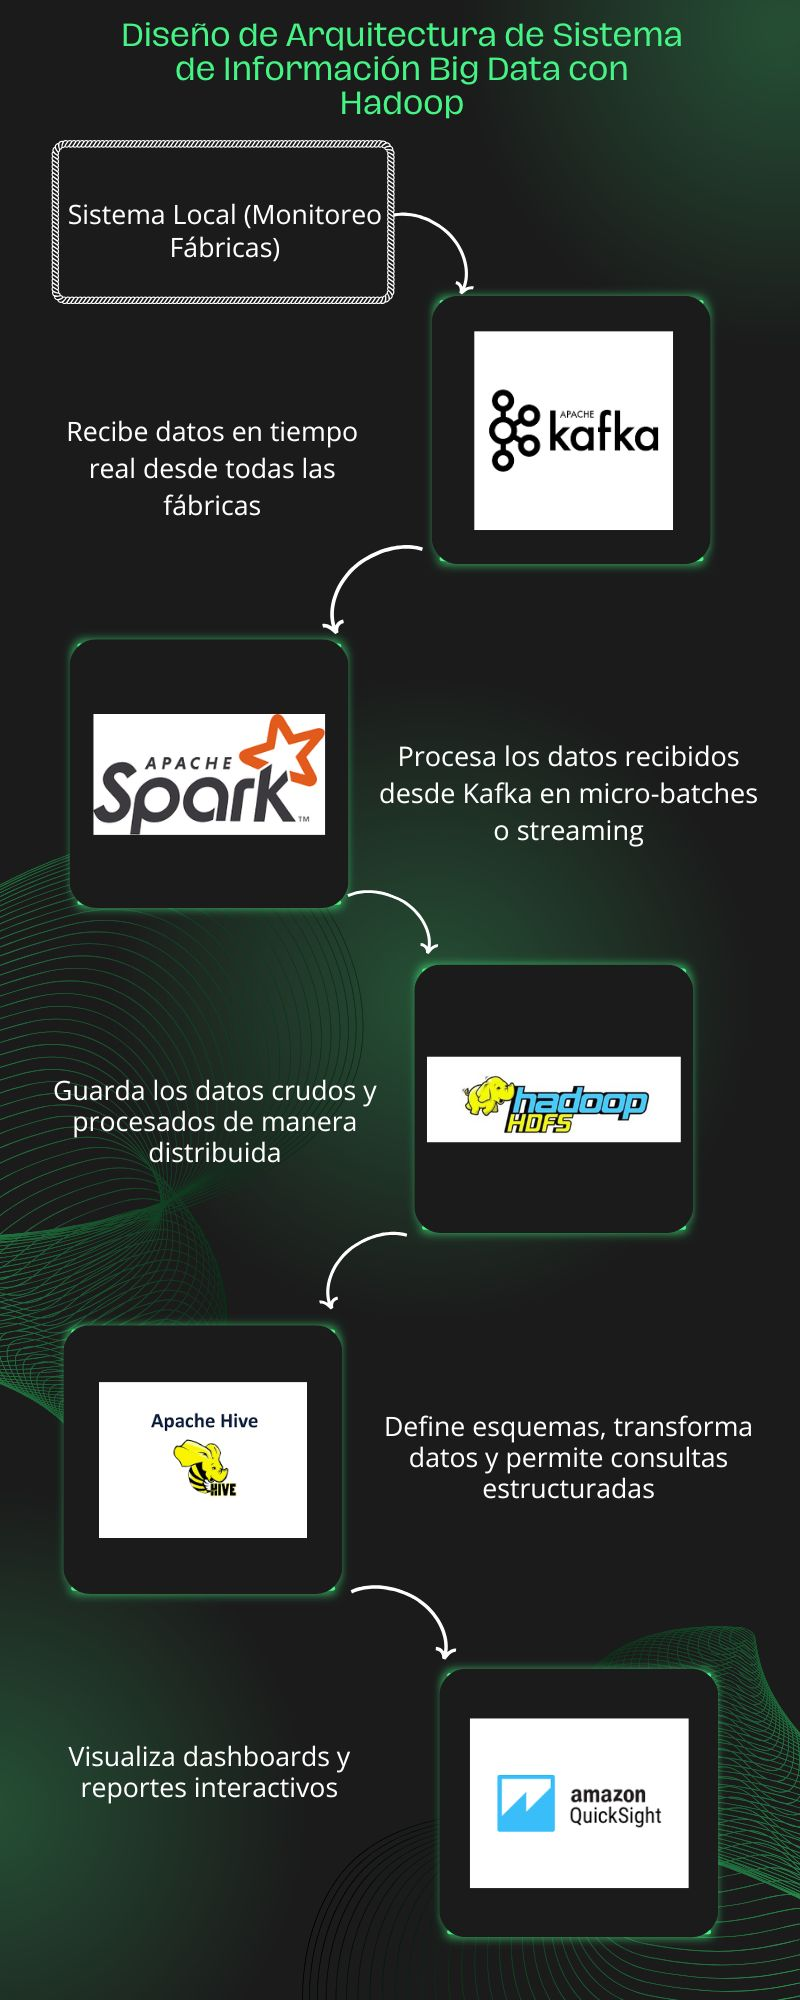 Diseño de Arquitectura de Sistema
de Información Big Data con
Hadoop
Sistema Local (Monitoreo
Fábricas)
APACHE
kafka
Recibe datos en tiempo
real desde todas las
fábricas
APACHE
Spark™
Procesa los datos recibidos
desde Kafka en micro-batches
o streaming
hadoop
HDFS
Guarda los datos crudos y
procesados de manera
distribuida
Apache Hive
HIVE
Define esquemas, transforma
datos y permite consultas
estructuradas
Visualiza dashboards y
reportes interactivos
amazon
QuickSight